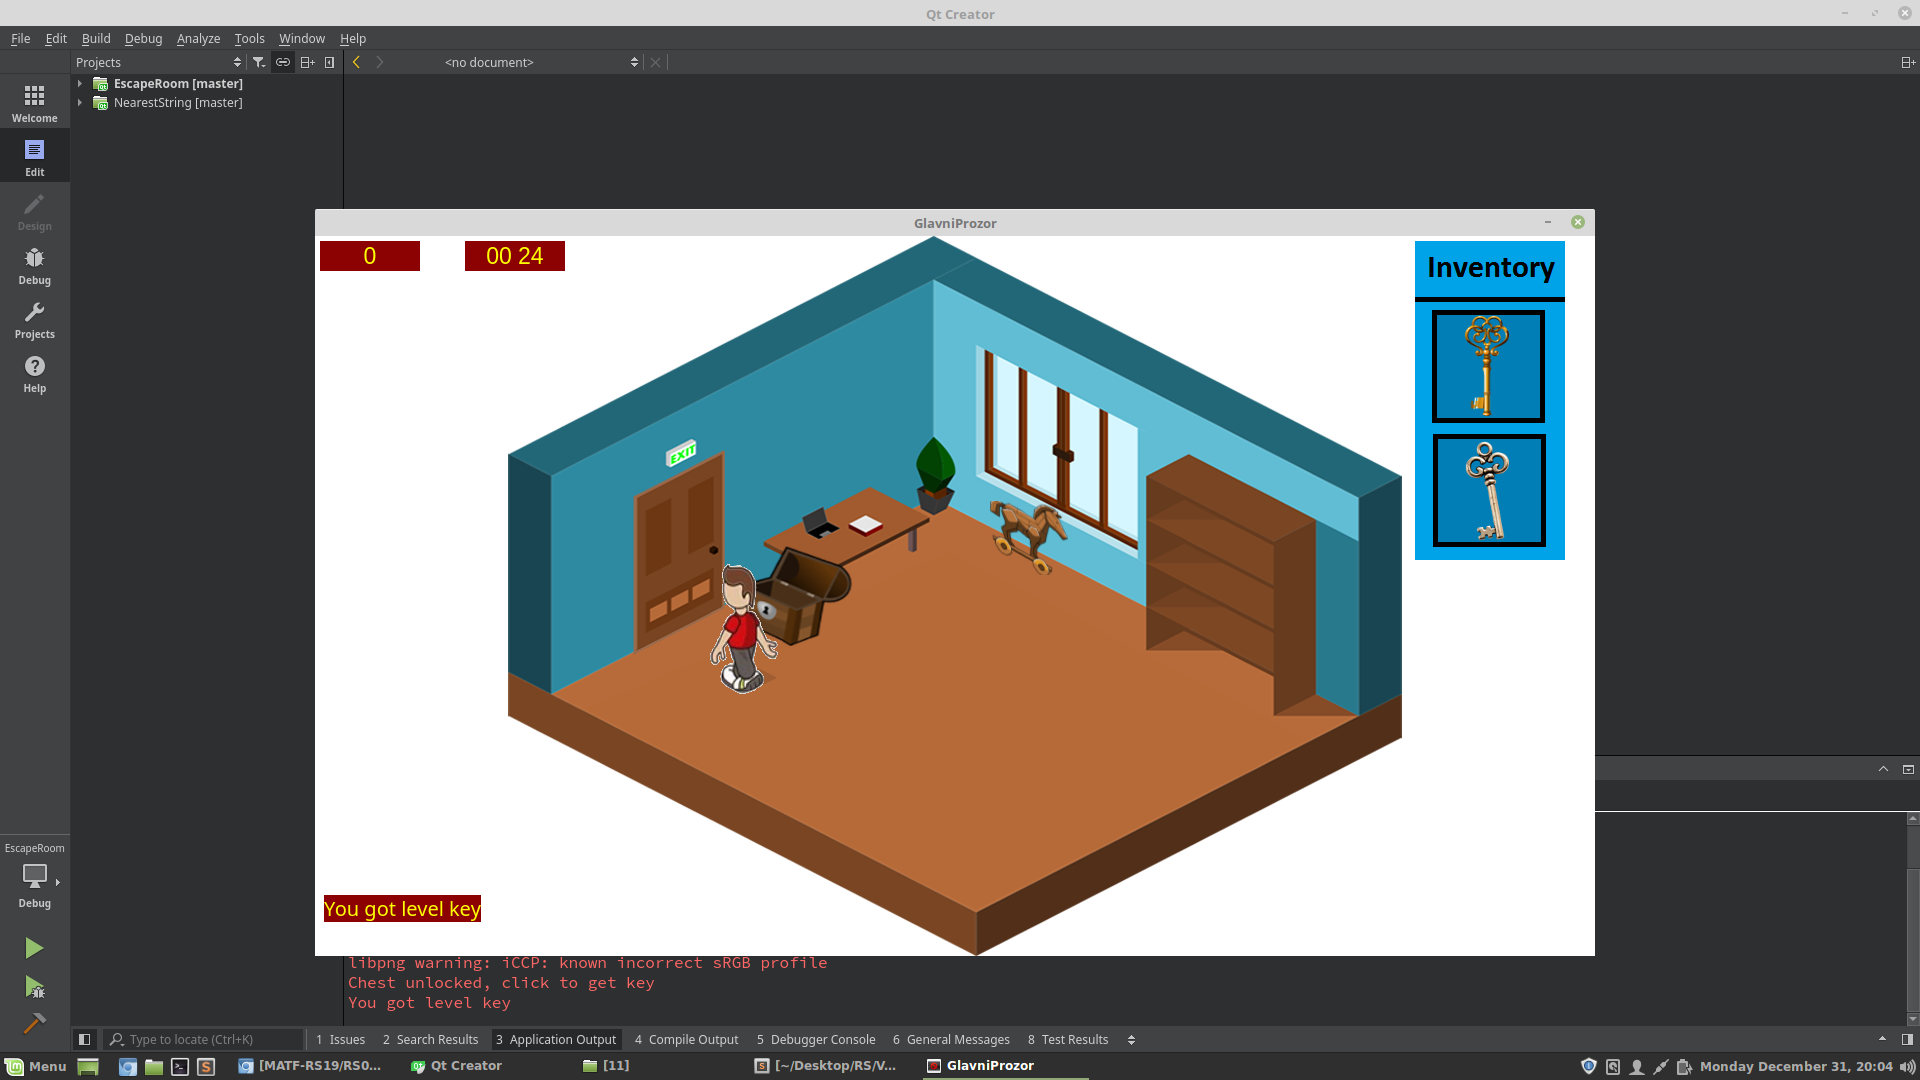 Qt Creator
File Edit Build Debug Analyze Tools Window Help
Projects
<no document>
EscapeRoom [master]
NearestString [master]
Welcome
Edit
Design
Debug
Projects
Help
GlavniProzor
0
00 24
Inventory
EXIT
1
You got level key
libpng warning: iCCP: known incorrect sRGB profile
Chest unlocked, click to get key
You got level key
EscapeRoom
Debug
Type to locate (Ctrl+K)
1 Issues 2 Search Results 3 Application Output 4 Compile Output 5 Debugger Console 6 General Messages 8 Test Results
Menu
[MATF-RS19/RS0...
Qt Creator
[11]
[~/Desktop/RS/V...
GlavniProzor
Monday December 31, 20:04